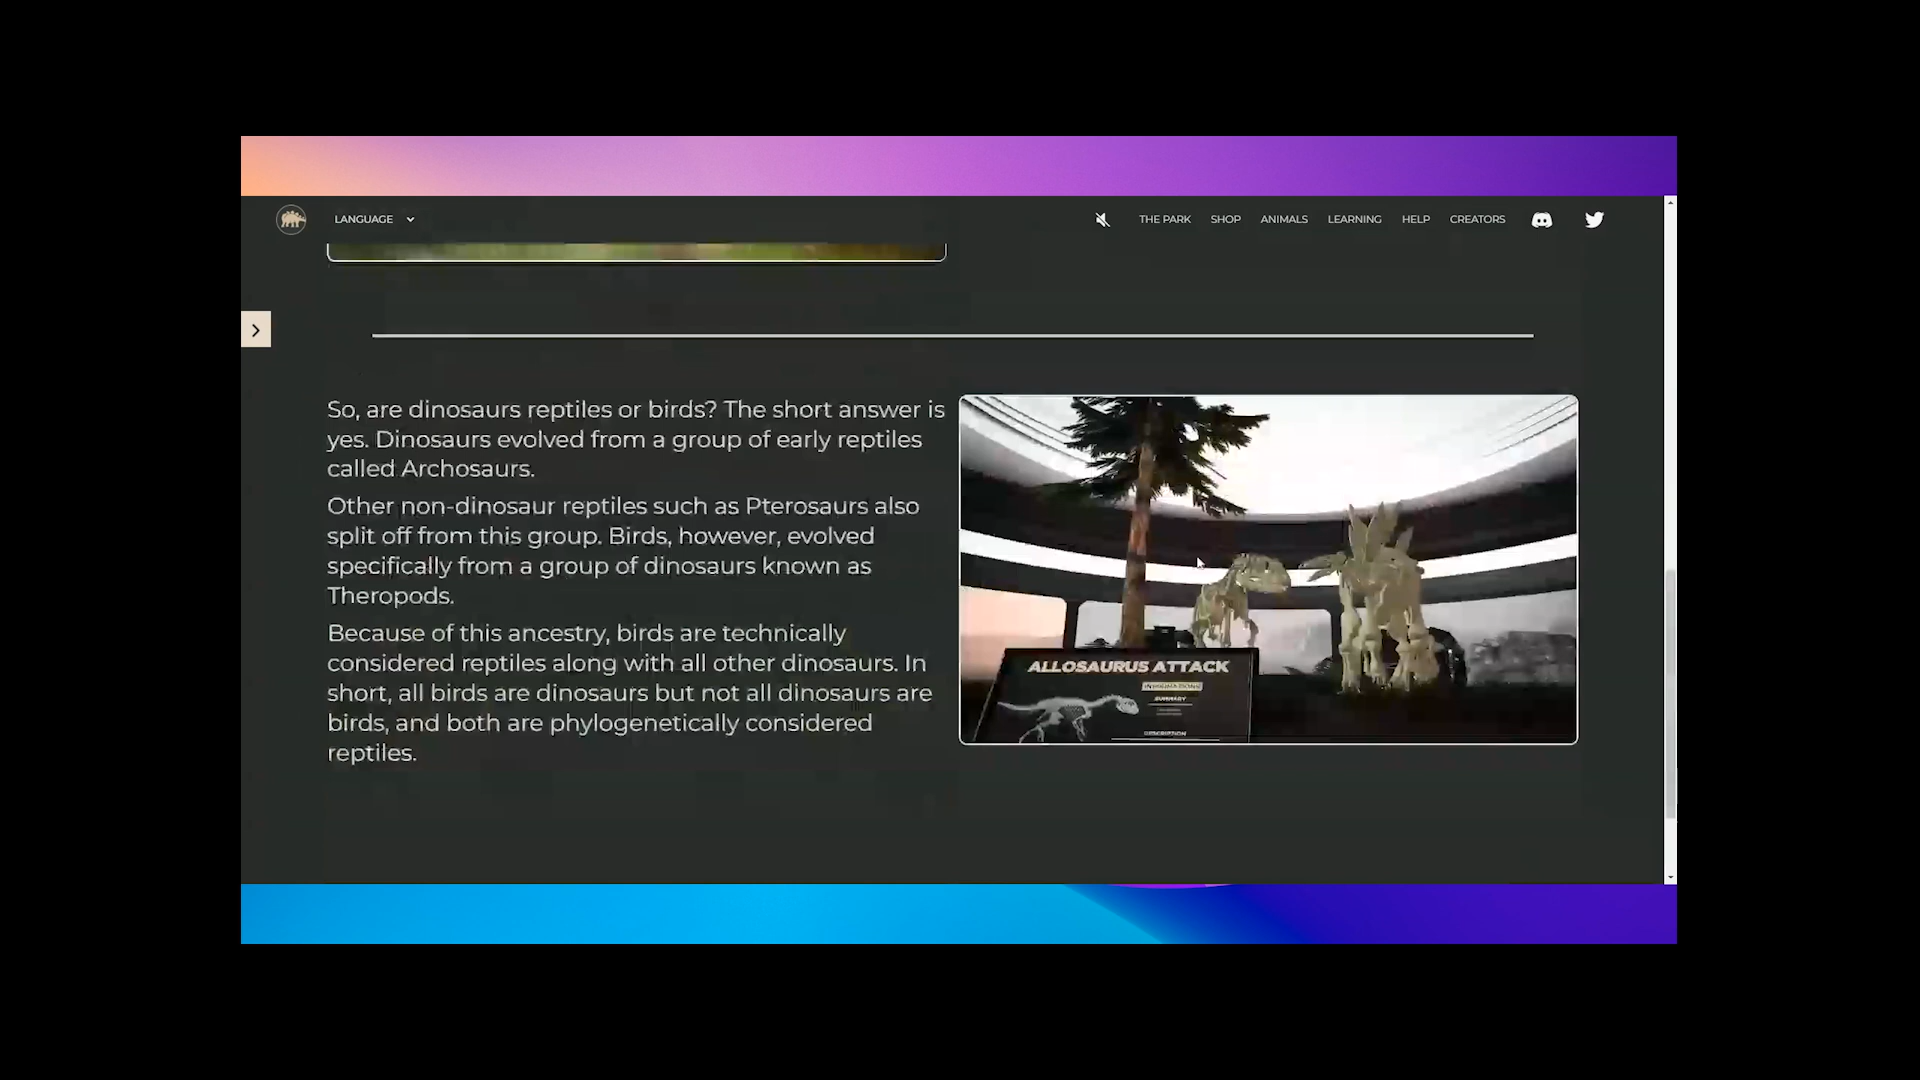 LANGUAGE
THE PARK SHOP ANIMALS LEARNING HELP CREATORS
So, are dinosaurs reptiles or birds? The short answer is
yes. Dinosaurs evolved from a group of early reptiles
called Archosaurs.
Other non-dinosaur reptiles such as Pterosaurs also
split off from this group. Birds, however, evolved
specifically from a group of dinosaurs known as
Theropods.
Because of this ancestry, birds are technically
considered reptiles along with all other dinosaurs. In
short, all birds are dinosaurs but not all dinosaurs are
birds, and both are phylogenetically considered
reptiles.
ALLOSAURUS ATTACK
SUMMARY
DESCRIPTION